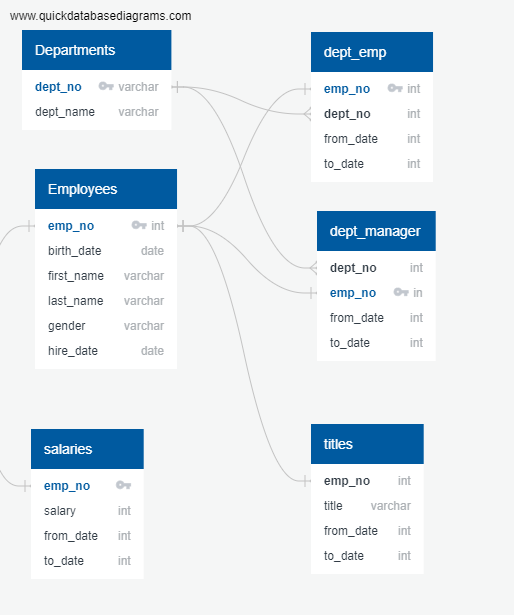 www.quickdatabasediagrams.com
Departments
dept_no varchar
dept_name varchar
dept_emp
emp_no int
dept_no int
from_date int
to_date int
Employees
emp_no int
birth_date date
first_name varchar
last_name varchar
gender varchar
hire_date date
dept_manager
dept_no int
emp_no in
from_date int
to_date int
salaries
emp_no
salary int
from_date int
to_date int
titles
emp_no int
title varchar
from_date int
to_date int